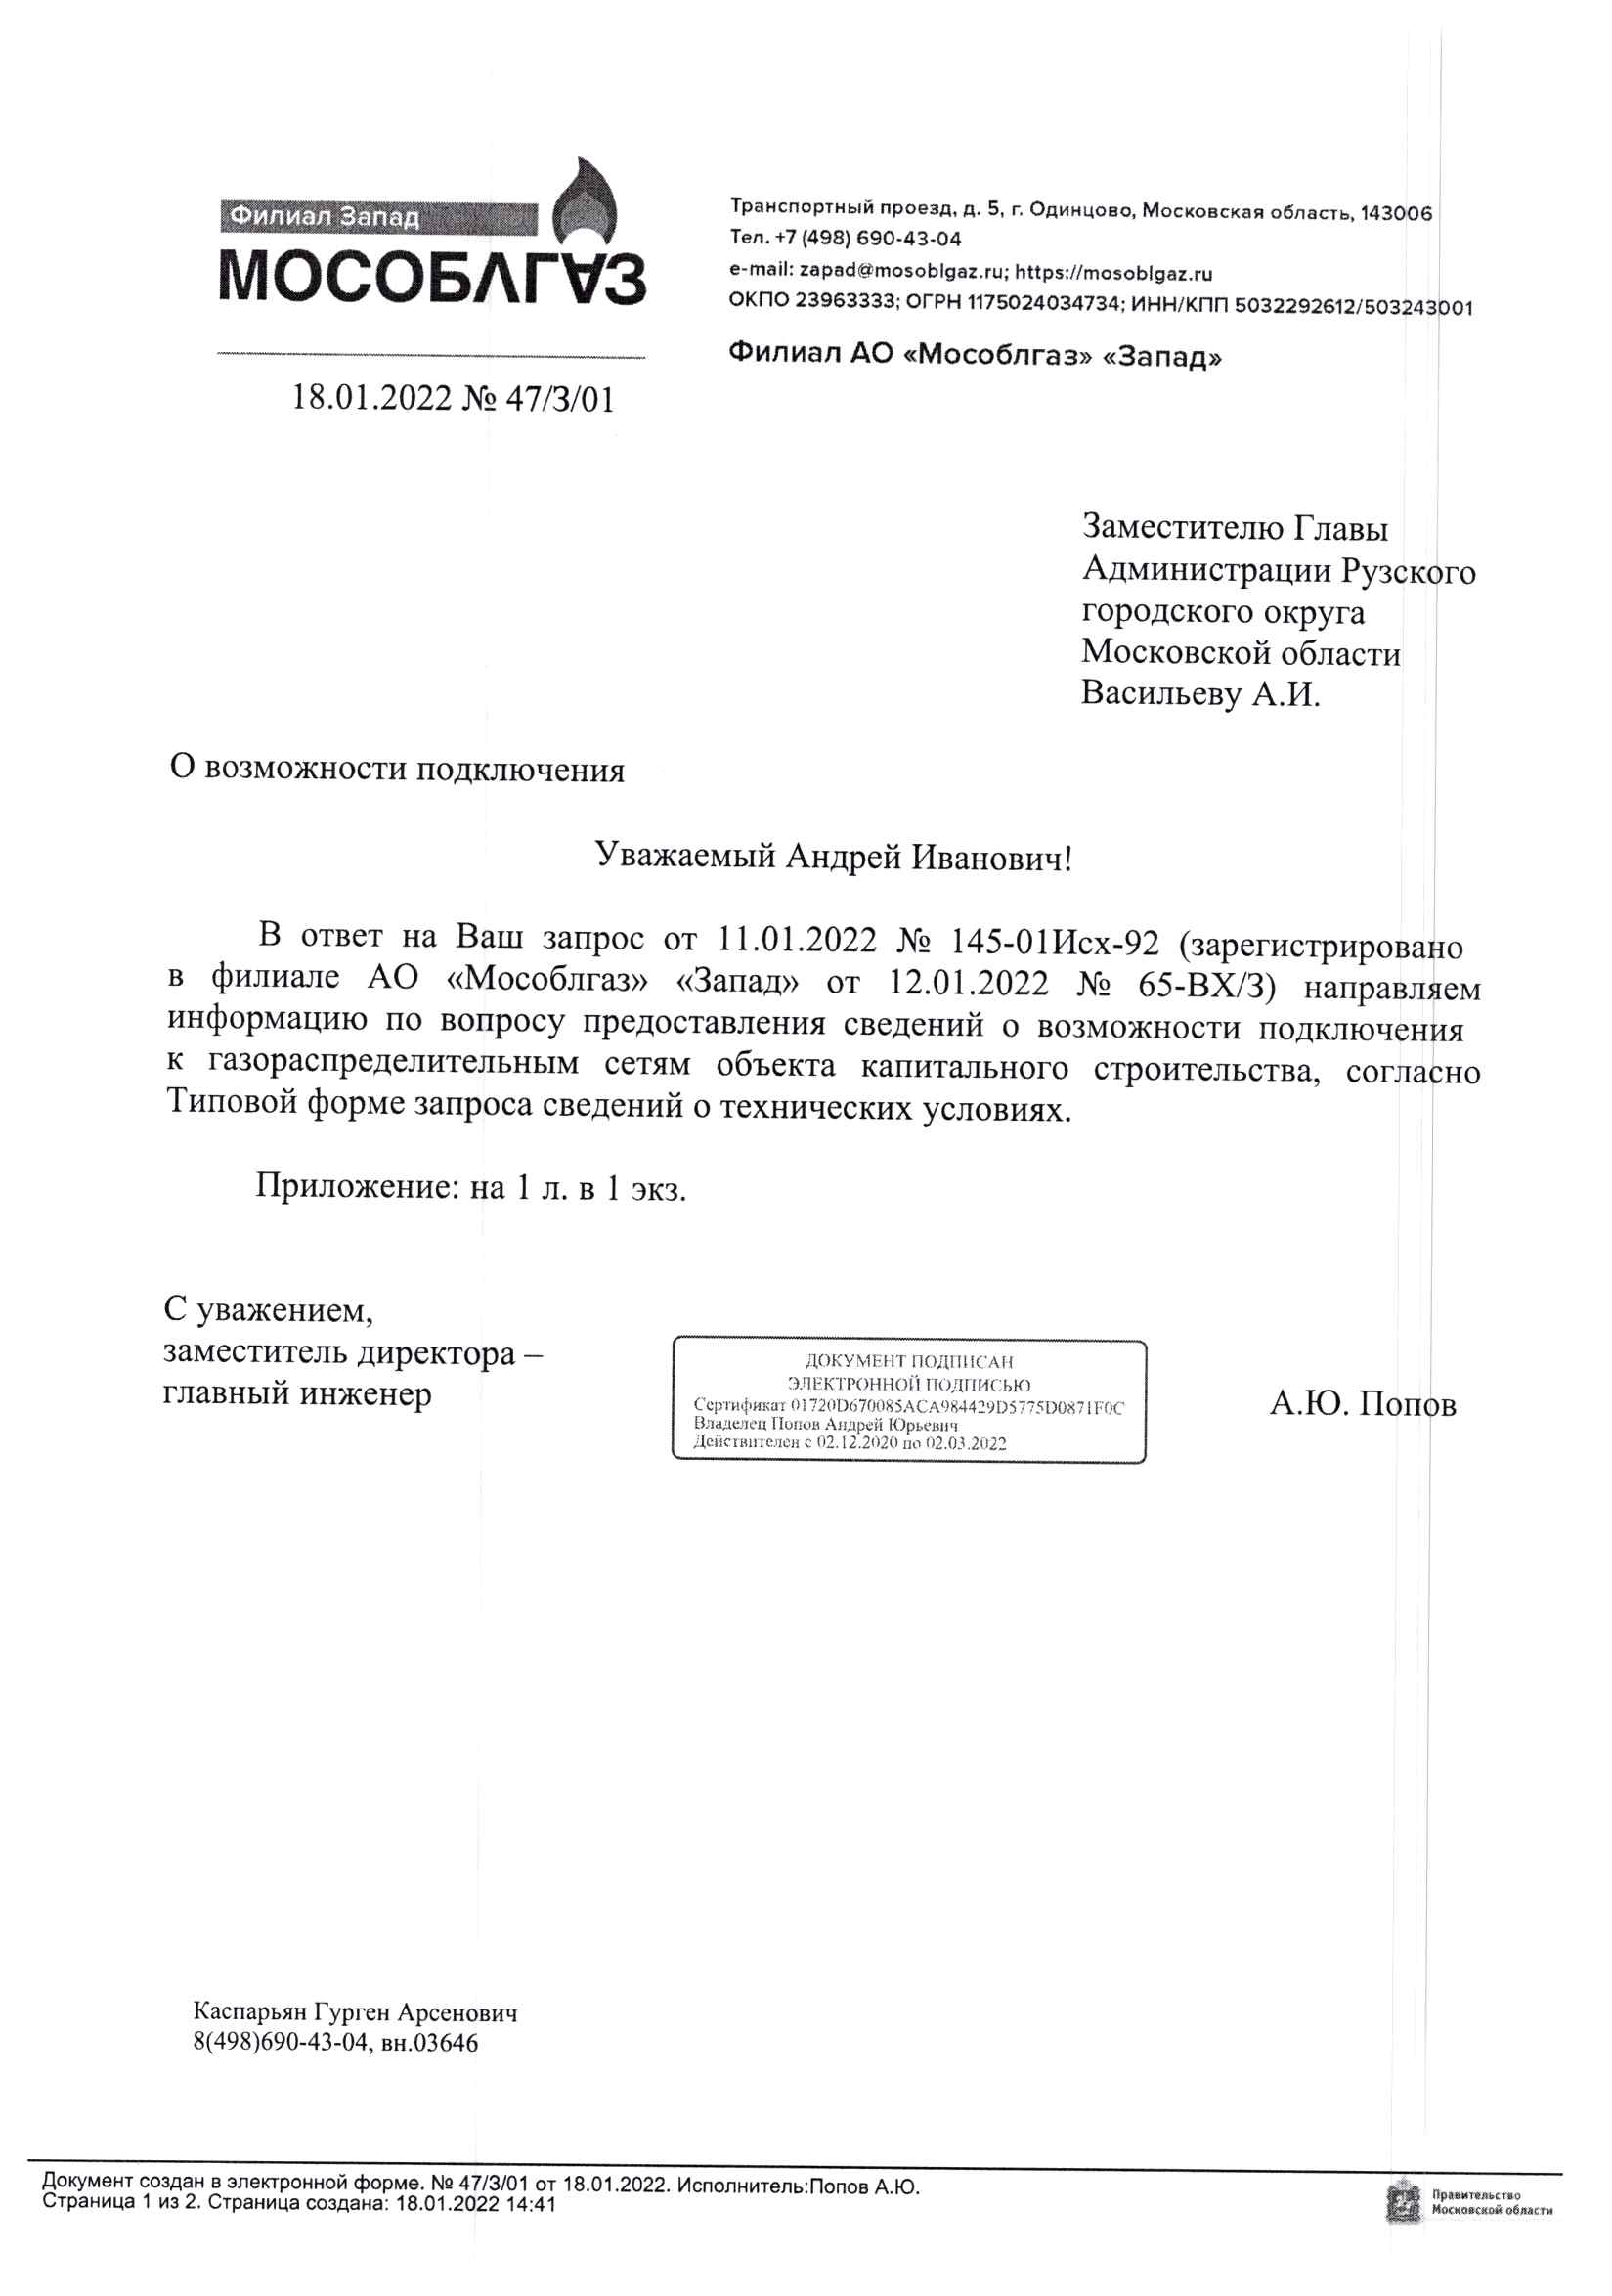 Филиал Запад
МОСОБЛГАЗ
Транспортный проезд, д. 5, г. Одинцово, Московская область, 143006
Тел. +7 (498) 690-43-04
e-mail: zapad@mosoblgaz.ru; https://mosoblgaz.ru
ОКПО 23963333; ОГРН 1175024034734; ИНН/КПП 5032292612/503243001
Филиал АО «Мособлгаз» «Запад»
18.01.2022 № 47/З/01
Заместителю Главы
Администрации Рузского
городского округа
Московской области
Васильеву А.И.
О возможности подключения
Уважаемый Андрей Иванович!
В ответ на Ваш запрос от 11.01.2022 № 145-01Исх-92 (зарегистрировано
в филиале АО «Мособлгаз» «Запад» от 12.01.2022 № 65-ВХ/З) направляем
информацию по вопросу предоставления сведений о возможности подключения
к газораспределительным сетям объекта капитального строительства, согласно
Типовой форме запроса сведений о технических условиях.
Приложение: на 1 л. в 1 экз.
С уважением,
заместитель директора –
главный инженер
ДОКУМЕНТ ПОДПИСАН
ЭЛЕКТРОННОЙ ПОДПИСЬЮ
Сертификат 01720D670085ACA984429D5775D0871F0C
Владелец Попов Андрей Юрьевич
Действителен с 02.12.2020 по 02.03.2022
А.Ю. Попов
Каспарьян Гурген Арсенович
8(498)690-43-04, вн.03646
Документ создан в электронной форме. № 47/З/01 от 18.01.2022. Исполнитель:Попов А.Ю.
Страница 1 из 2. Страница создана: 18.01.2022 14:41
Правительство
Московской области